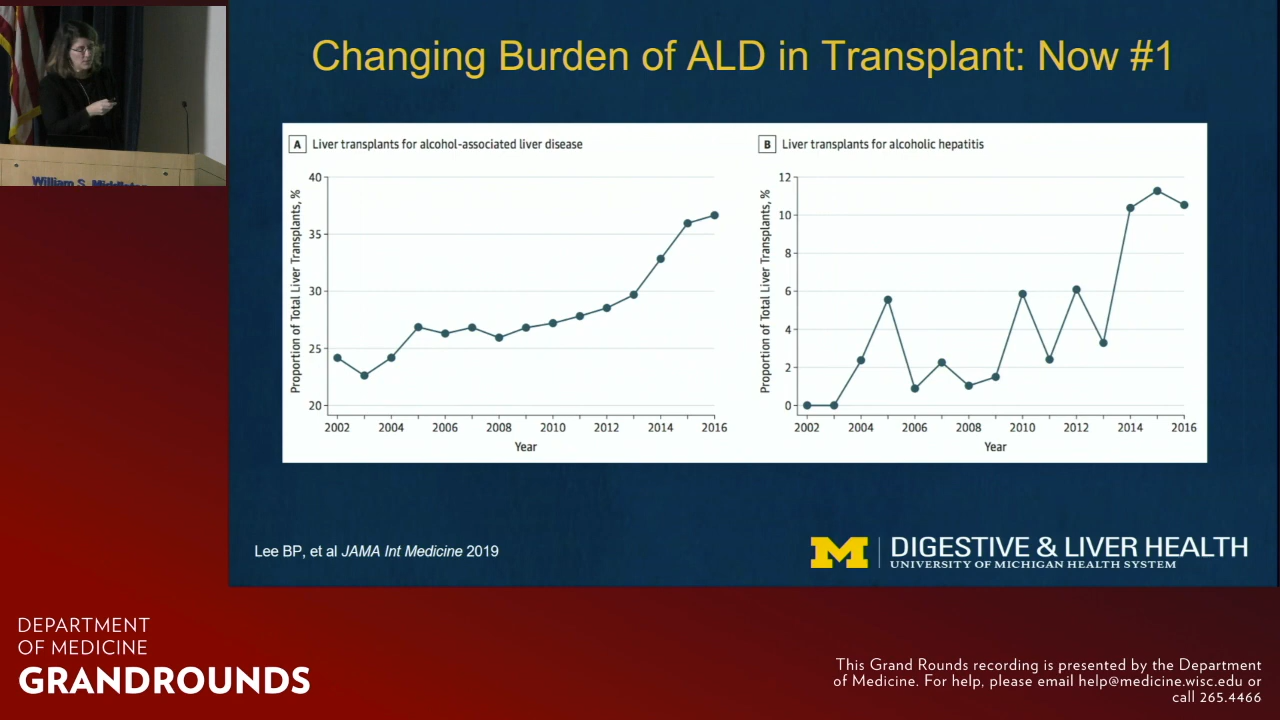 Changing Burden of ALD in Transplant: Now #1
A Liver transplants for alcohol-associated liver disease
Proportion of Total Liver Transplants, %
40
35
30
25
20
2002 2004 2006 2008 2010 2012 2014 2016
Year
B Liver transplants for alcoholic hepatitis
Proportion of Total Liver Transplants, %
12
10
8
6
4
2
0
2002 2004 2006 2008 2010 2012 2014 2016
Year
Lee BP, et al JAMA Int Medicine 2019
M DIGESTIVE & LIVER HEALTH
UNIVERSITY OF MICHIGAN HEALTH SYSTEM
William S.
DEPARTMENT
OF MEDICINE
GRANDROUNDS
This Grand Rounds recording is presented by the Department
of Medicine. For help, please email help@medicine.wisc.edu or
call 265.4466